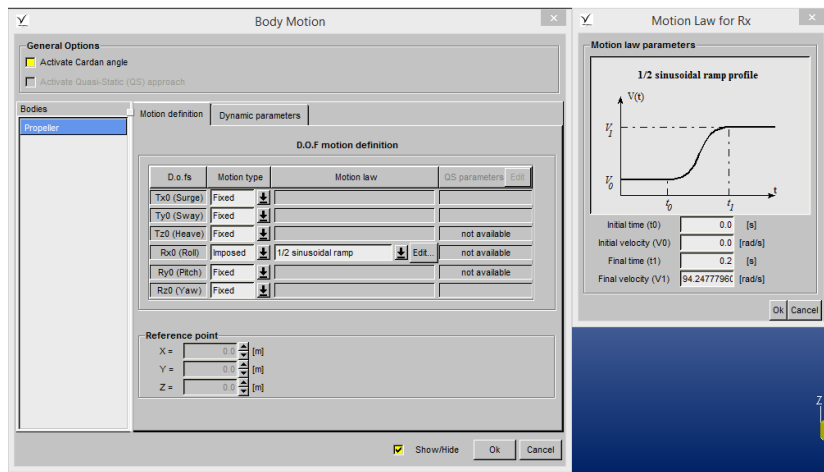 Body Motion
General Options
Activate Cardan angle
Activate Quasi-Static (QS) approach
Bodies
Propeller
Motion definition Dynamic parameters
D.O.F motion definition
D.o.fs Motion type Motion law QS parameters Edit
Tx0 (Surge) Fixed
Ty0 (Sway) Fixed
Tz0 (Heave) Fixed not available
Rx0 (Roll) Imposed 1/2 sinusoidal ramp Edit... not available
Ry0 (Pitch) Fixed not available
Rz0 (Yaw) Fixed
Reference point
X = 0.0 [m]
Y = 0.0 [m]
Z = 0.0 [m]
Show/Hide Ok Cancel
Motion Law for Rx
Motion law parameters
1/2 sinusoidal ramp profile
V(t)
V1
V0
t0 t1 t
Initial time (t0) 0.0 [s]
Initial velocity (V0) 0.0 [rad/s]
Final time (t1) 0.2 [s]
Final velocity (V1) 94.24777960 [rad/s]
Ok Cancel
Z